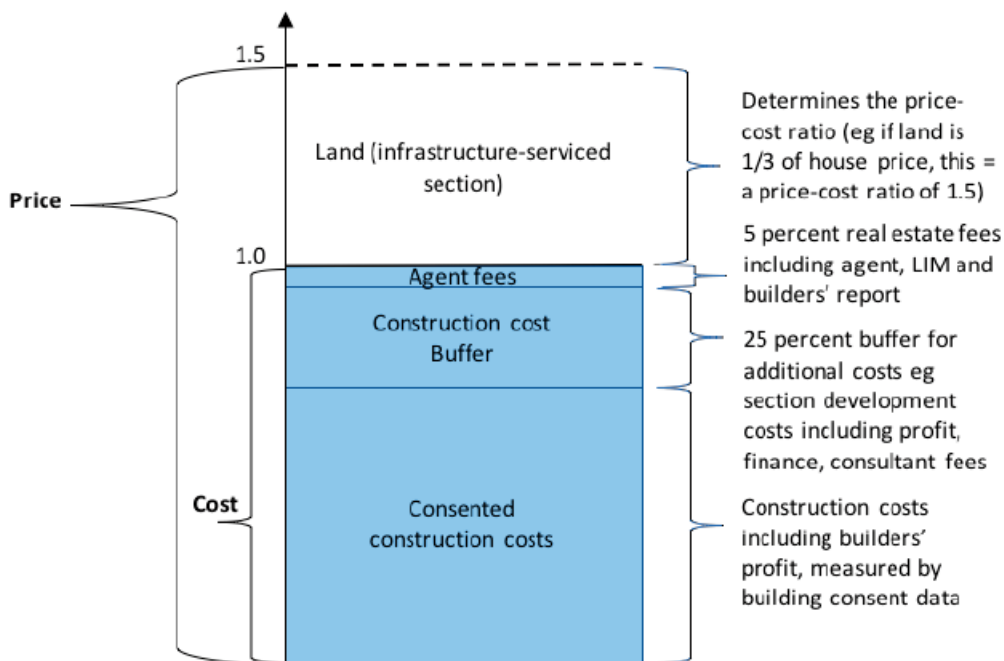 1.5
Land (infrastructure-serviced
section)
Price
1.0
Agent fees
Construction cost
Buffer
Cost
Consented
construction costs
Determines the price-
cost ratio (eg if land is
1/3 of house price, this =
a price-cost ratio of 1.5)
5 percent real estate fees
including agent, LIM and
builders' report
25 percent buffer for
additional costs eg
section development
costs including profit,
finance, consultant fees
Construction costs
including builders'
profit, measured by
building consent data